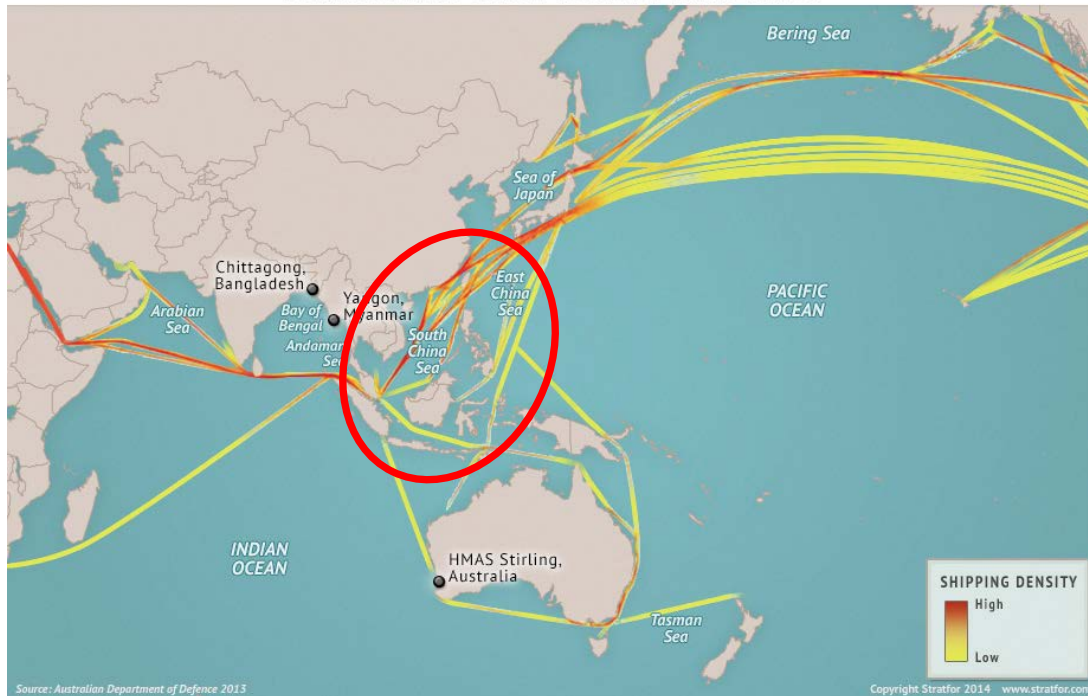 Bering Sea
Sea of
Japan
Chittagong,
Bangladesh
Yangon,
Myanmar
Arabian
Sea
Bay of
Bengal
Andaman
Sea
South
China
Sea
East
China
Sea
PACIFIC
OCEAN
INDIAN
OCEAN
HMAS Stirling,
Australia
Tasman
Sea
SHIPPING DENSITY
High
Low
Source: Australian Department of Defence 2013
Copyright Stratfor 2014 www.stratfor.com